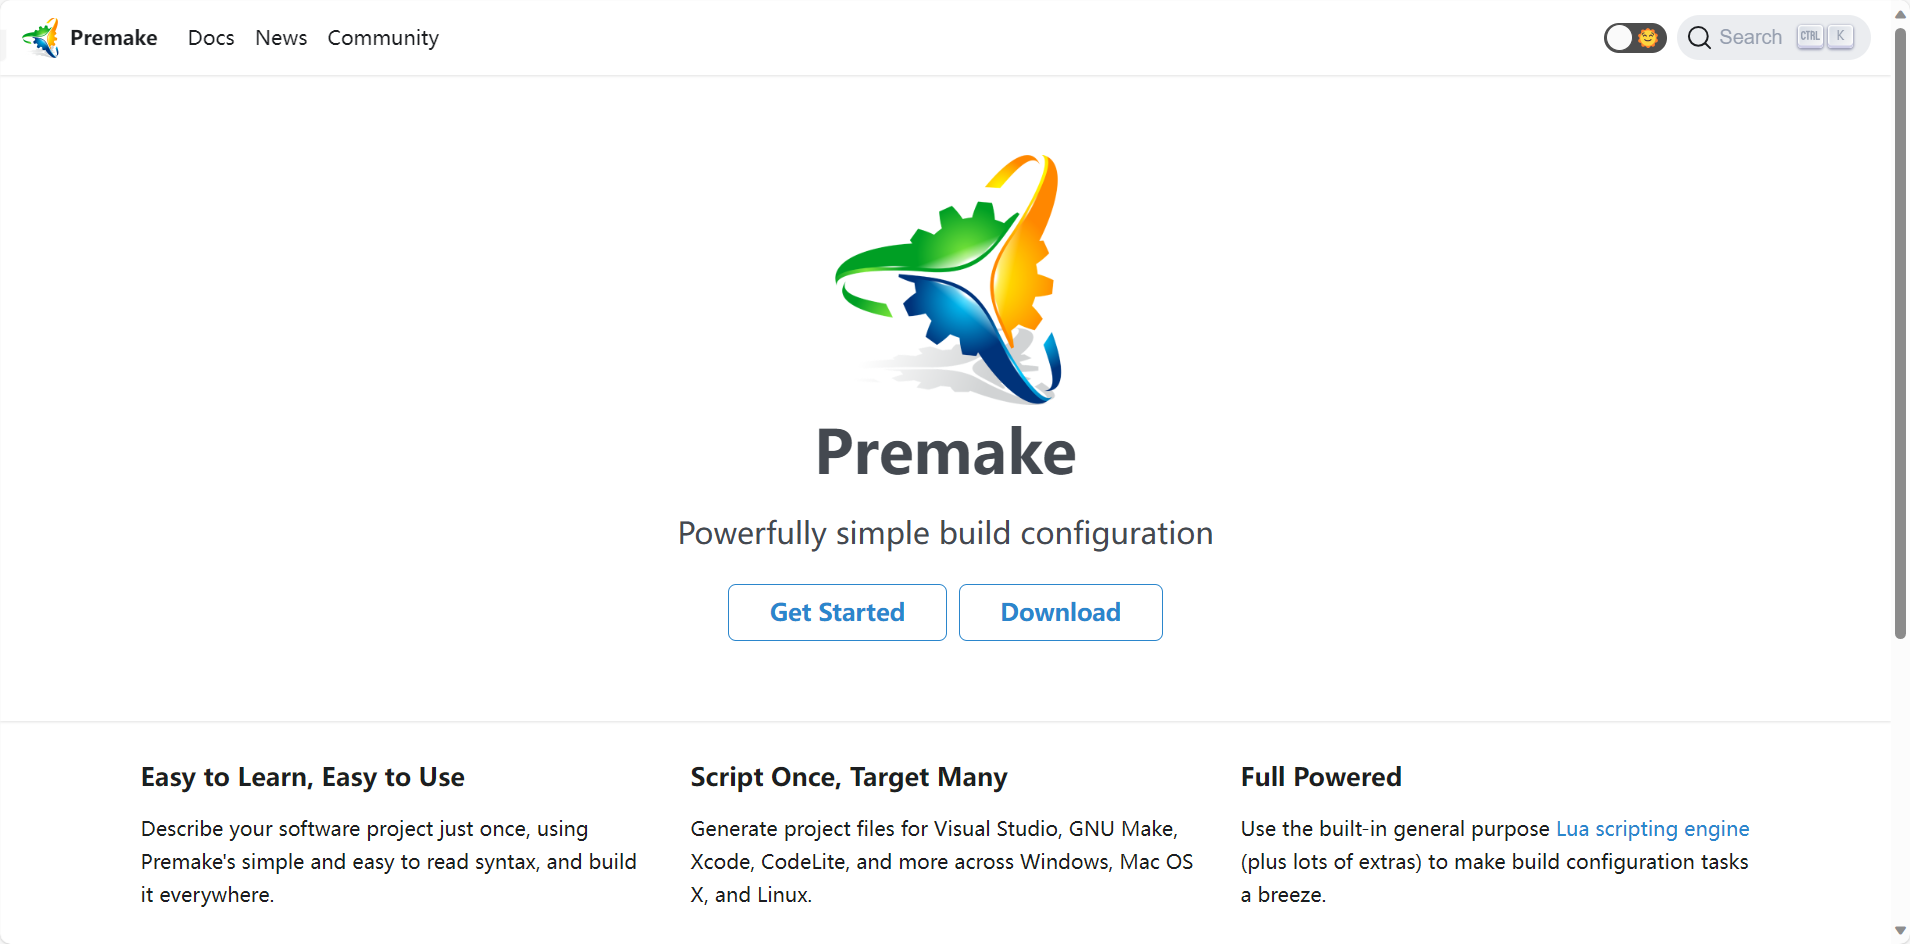 Premake Docs News Community Search CTRL K
Premake
Powerfully simple build configuration
Get Started Download
Easy to Learn, Easy to Use
Describe your software project just once, using
Premake's simple and easy to read syntax, and build
it everywhere.
Script Once, Target Many
Generate project files for Visual Studio, GNU Make,
Xcode, CodeLite, and more across Windows, Mac OS
X, and Linux.
Full Powered
Use the built-in general purpose Lua scripting engine
(plus lots of extras) to make build configuration tasks
a breeze.